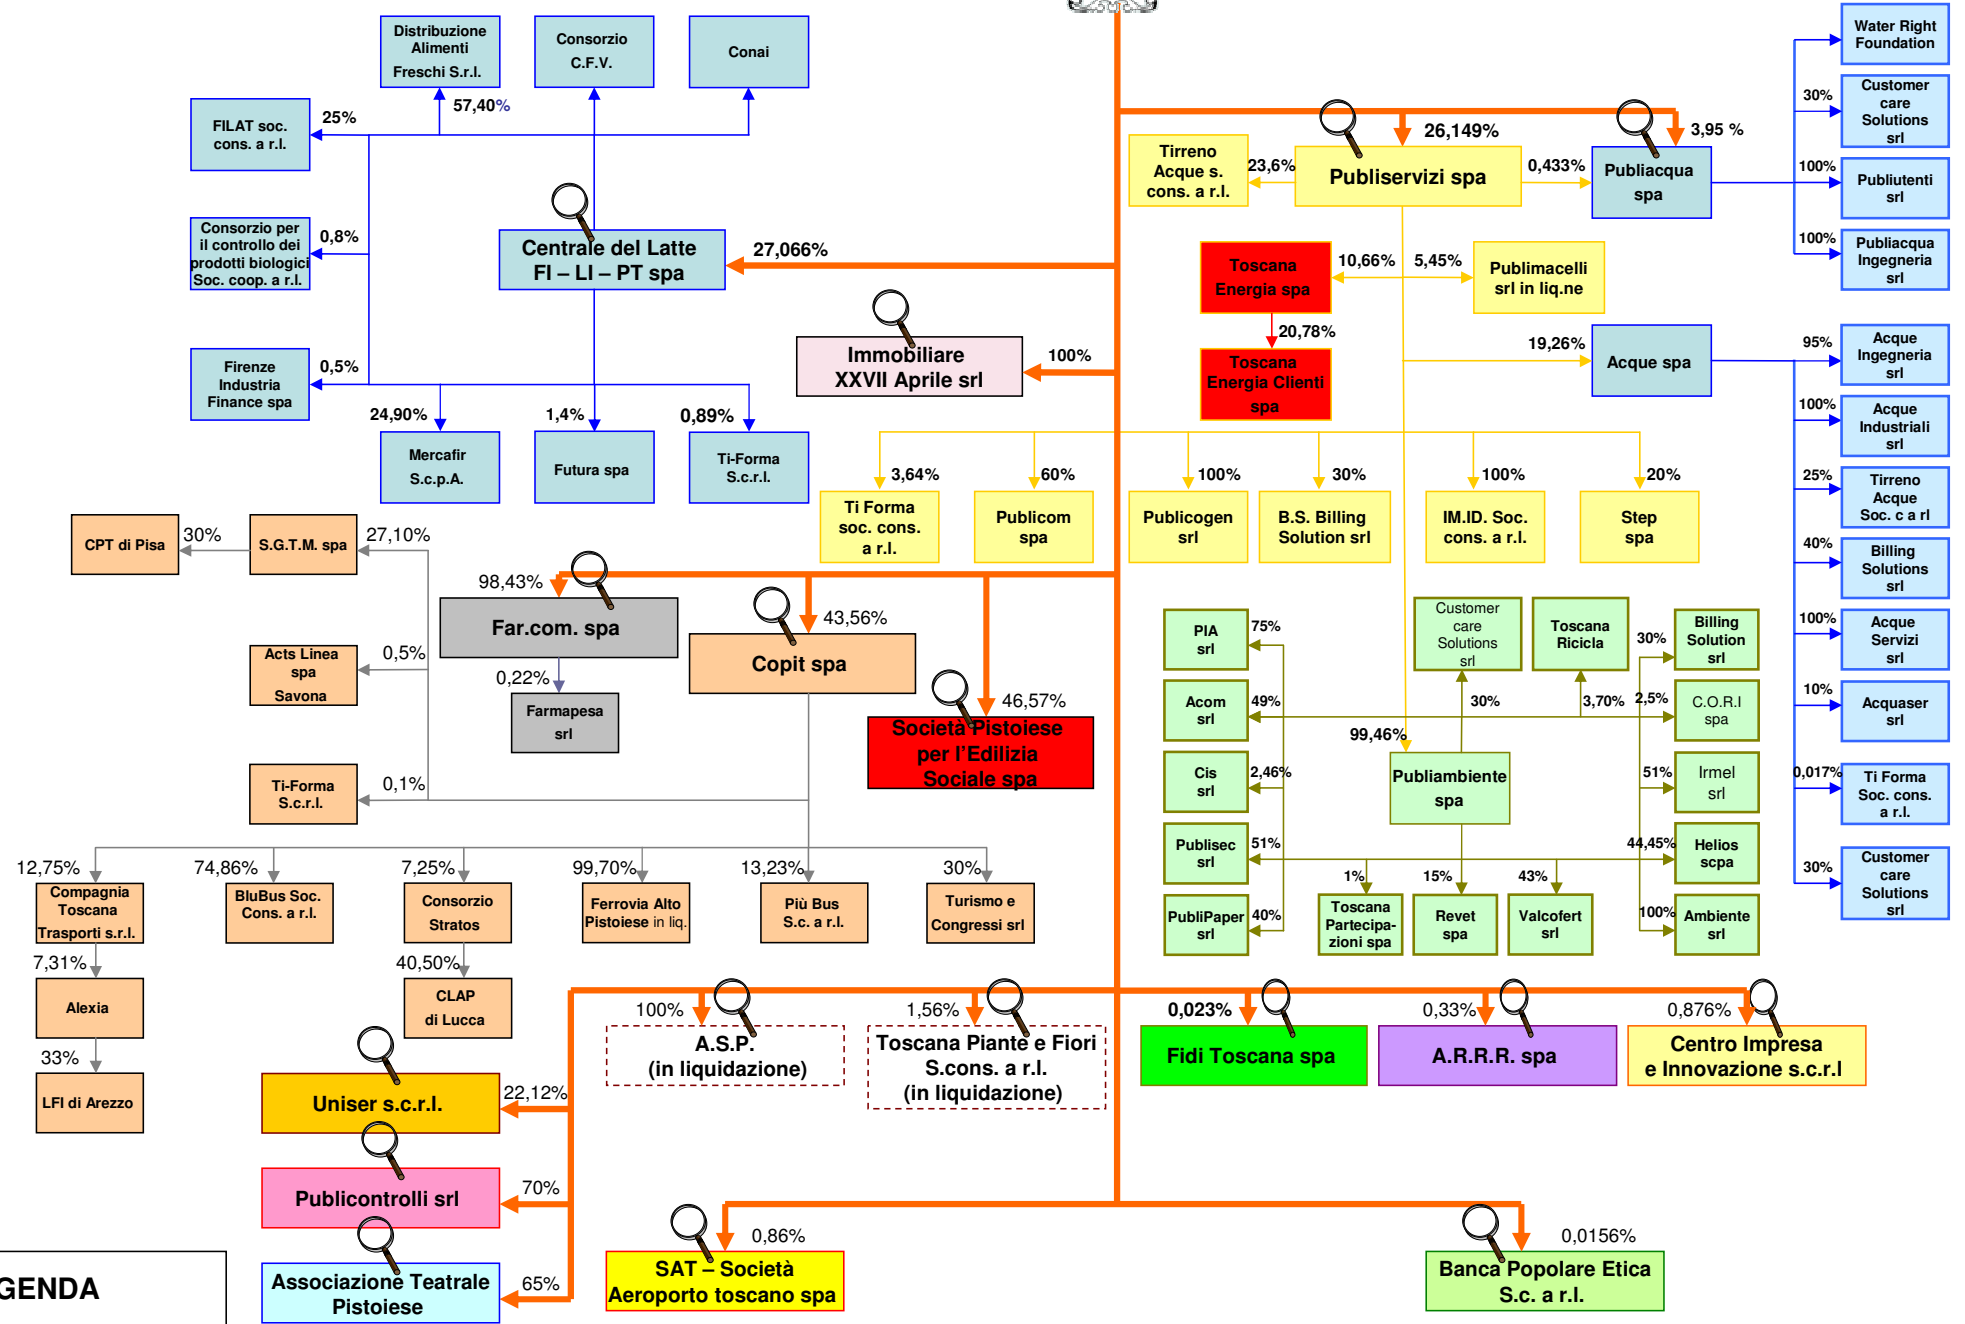 Distribuzione
Alimenti
Freschi S.r.l.
Consorzio
C.F.V.
Conai
57,40%
FILAT soc.
cons. a r.l.
25%
Consorzio per
il controllo dei
prodotti biologici
Soc. coop. a r.l.
0,8%
Centrale del Latte
FI – LI – PT spa
27,066%
Firenze
Industria
Finance spa
0,5%
24,90%
1,4%
0,89%
Mercafir
S.c.p.A.
Futura spa
Ti-Forma
S.c.r.l.
Immobiliare
XXVII Aprile srl
100%
26,149%
3,95 %
Tirreno
Acque s.
cons. a r.l.
23,6%
Publiservizi spa
0,433%
Publiacqua
spa
Water Right
Foundation
30%
Customer
care
Solutions
srl
100%
Publiutenti
srl
100%
Publiacqua
Ingegneria
srl
Toscana
Energia spa
10,66%
5,45%
Publimacelli
srl in liq.ne
20,78%
Toscana
Energia Clienti
spa
19,26%
Acque spa
95%
Acque
Ingegneria
srl
100%
Acque
Industriali
srl
25%
Tirreno
Acque
Soc. c a rl
40%
Billing
Solutions
srl
100%
Acque
Servizi
srl
10%
Acquaser
srl
0,017%
Ti Forma
Soc. cons.
a r.l.
30%
Customer
care
Solutions
srl
3,64%
60%
100%
30%
100%
20%
Ti Forma
soc. cons.
a r.l.
Publicom
spa
Publicogen
srl
B.S. Billing
Solution srl
IM.ID. Soc.
cons. a r.l.
Step
spa
CPT di Pisa
30%
S.G.T.M. spa
27,10%
Acts Linea
spa
Savona
0,5%
Ti-Forma
S.c.r.l.
0,1%
98,43%
Far.com. spa
0,22%
Farmapesa
srl
43,56%
Copit spa
46,57%
Società Pistoiese
per l'Edilizia
Sociale spa
PIA
srl
75%
Customer
care
Solutions
srl
Toscana
Ricicla
30%
Billing
Solution
srl
Acom
srl
49%
30%
3,70%
2,5%
C.O.R.I
spa
99,46%
Cis
srl
2,46%
Publiambiente
spa
51%
Irmel
srl
Publisec
srl
51%
44,45%
Helios
scpa
1%
15%
43%
PubliPaper
srl
40%
Toscana
Partecipa-
zioni spa
Revet
spa
Valcofert
srl
100%
Ambiente
srl
12,75%
74,86%
7,25%
99,70%
13,23%
30%
Compagnia
Toscana
Trasporti s.r.l.
BluBus Soc.
Cons. a r.l.
Consorzio
Stratos
Ferrovia Alto
Pistoiese in liq.
Più Bus
S.c. a r.l.
Turismo e
Congressi srl
7,31%
40,50%
Alexia
CLAP
di Lucca
33%
LFI di Arezzo
100%
1,56%
0,023%
0,33%
0,876%
A.S.P.
(in liquidazione)
Toscana Piante e Fiori
S.cons. a r.l.
(in liquidazione)
Fidi Toscana spa
A.R.R.R. spa
Centro Impresa
e Innovazione s.c.r.l
Uniser s.c.r.l.
22,12%
Publicontrolli srl
70%
Associazione Teatrale
Pistoiese
65%
0,86%
SAT – Società
Aeroporto toscano spa
0,0156%
Banca Popolare Etica
S.c. a r.l.
GENDA